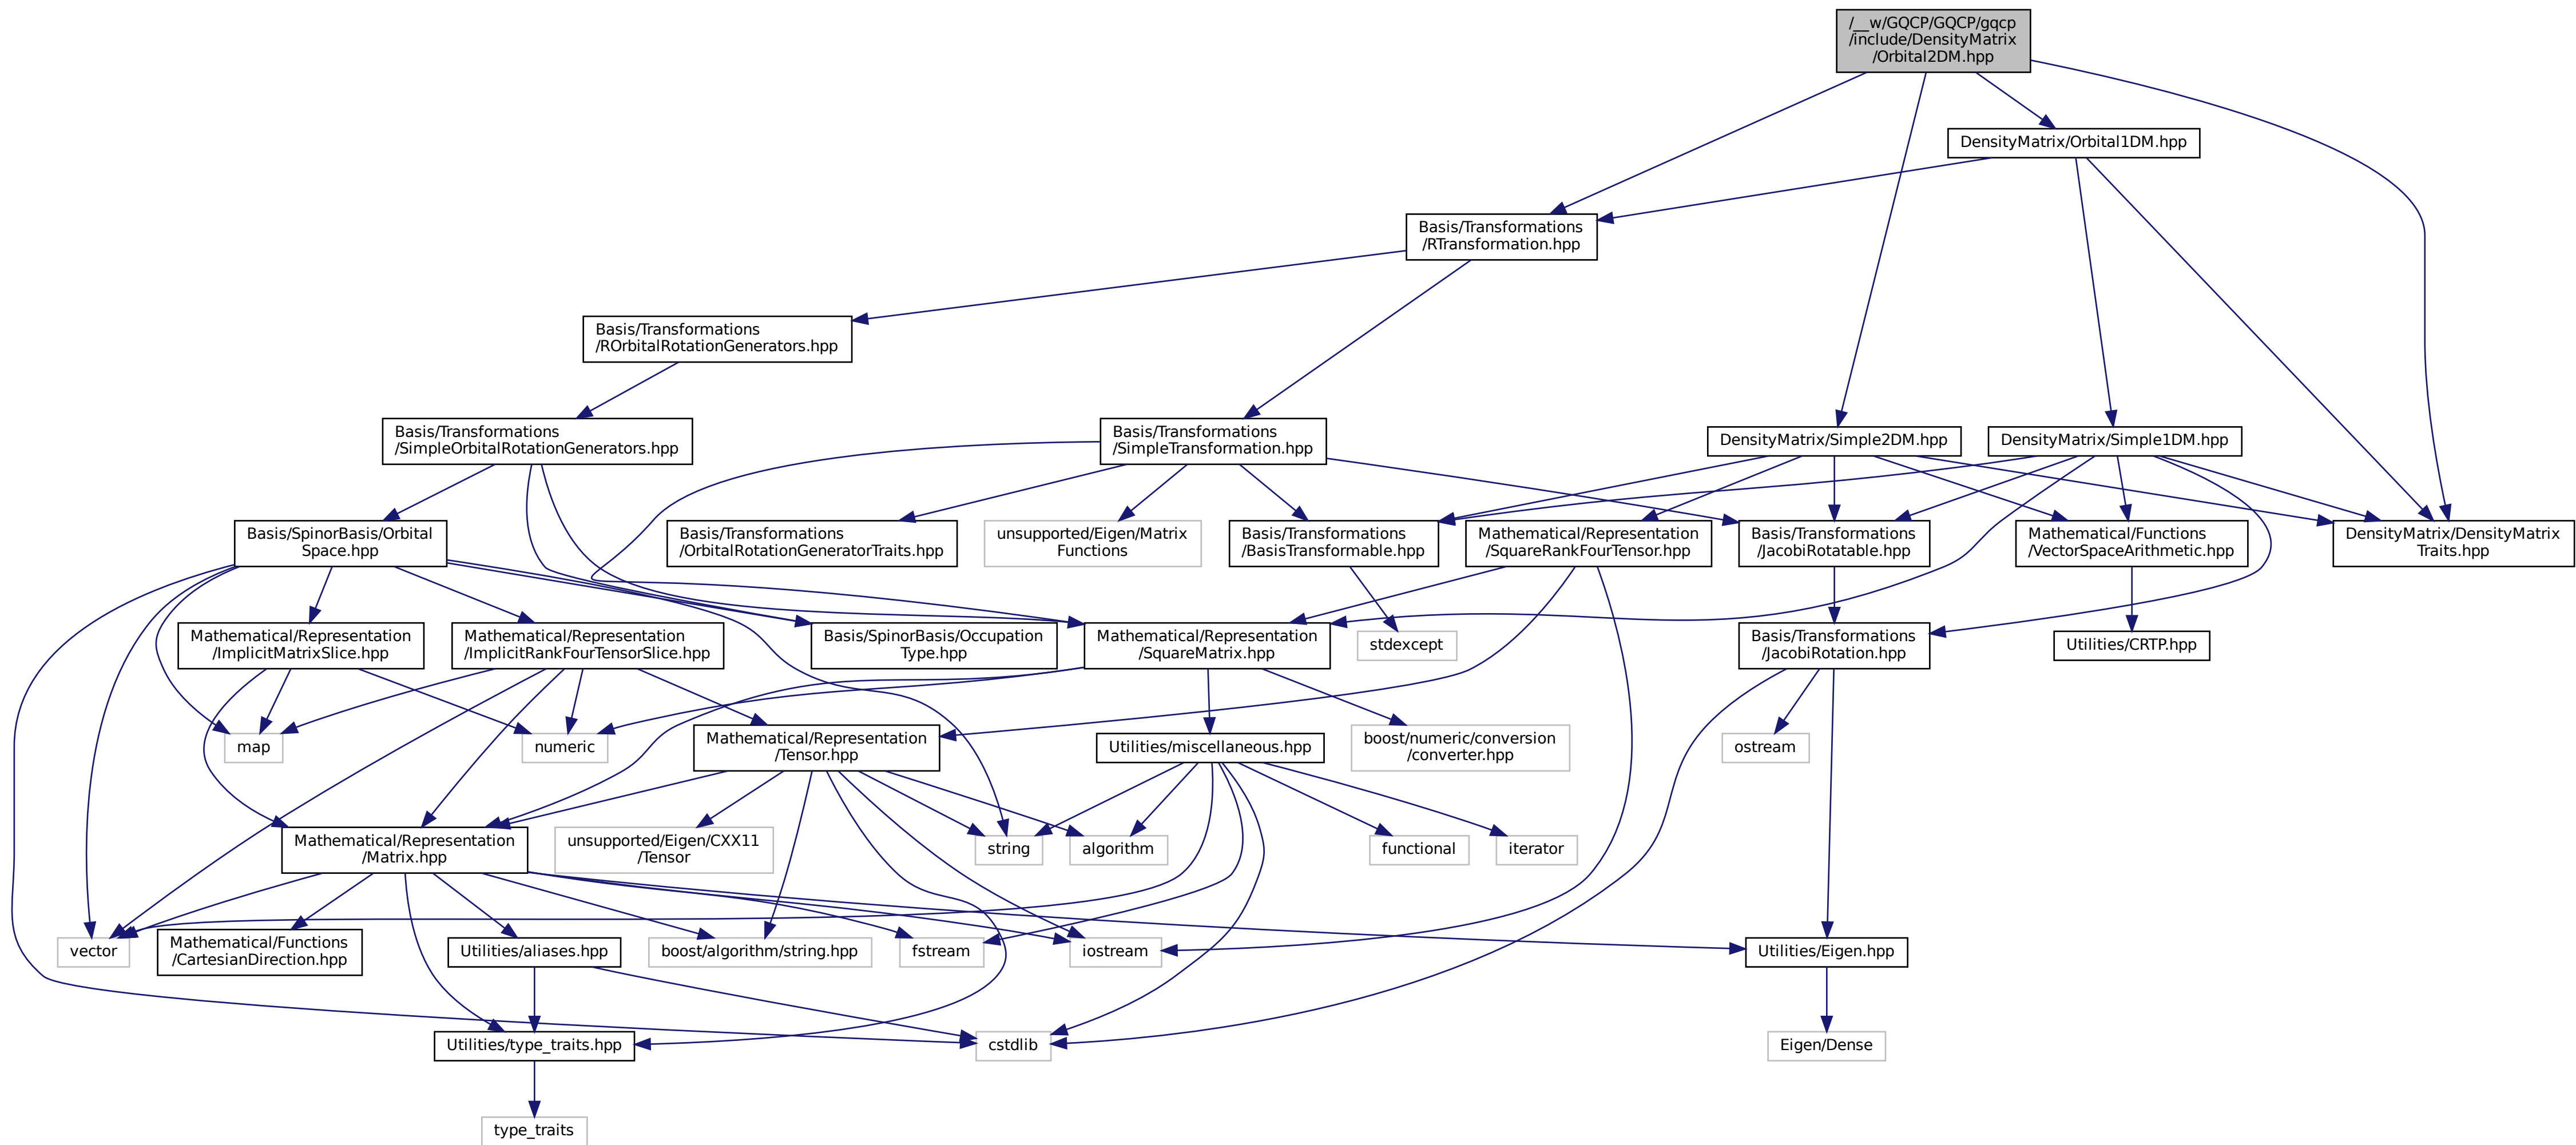 /__w/GQCP/GQCP/gqcp
/include/DensityMatrix
/Orbital2DM.hpp
DensityMatrix/Orbital1DM.hpp
Basis/Transformations
/RTransformation.hpp
Basis/Transformations
/ROrbitalRotationGenerators.hpp
Basis/Transformations
/SimpleOrbitalRotationGenerators.hpp
Basis/Transformations
/SimpleTransformation.hpp
DensityMatrix/Simple2DM.hpp
DensityMatrix/Simple1DM.hpp
Basis/SpinorBasis/Orbital
Space.hpp
Basis/Transformations
/OrbitalRotationGeneratorTraits.hpp
unsupported/Eigen/Matrix
Functions
Basis/Transformations
/BasisTransformable.hpp
Mathematical/Representation
/SquareRankFourTensor.hpp
Basis/Transformations
/JacobiRotatable.hpp
Mathematical/Functions
/VectorSpaceArithmetic.hpp
DensityMatrix/DensityMatrix
Traits.hpp
Mathematical/Representation
/ImplicitMatrixSlice.hpp
Mathematical/Representation
/ImplicitRankFourTensorSlice.hpp
Basis/SpinorBasis/Occupation
Type.hpp
Mathematical/Representation
/SquareMatrix.hpp
stdexcept
Basis/Transformations
/JacobiRotation.hpp
Utilities/CRTP.hpp
map
numeric
Mathematical/Representation
/Tensor.hpp
Utilities/miscellaneous.hpp
boost/numeric/conversion
/converter.hpp
ostream
Mathematical/Representation
/Matrix.hpp
unsupported/Eigen/CXX11
/Tensor
string
algorithm
functional
iterator
vector
Mathematical/Functions
/CartesianDirection.hpp
Utilities/aliases.hpp
boost/algorithm/string.hpp
fstream
iostream
Utilities/Eigen.hpp
Utilities/type_traits.hpp
cstdlib
Eigen/Dense
type_traits